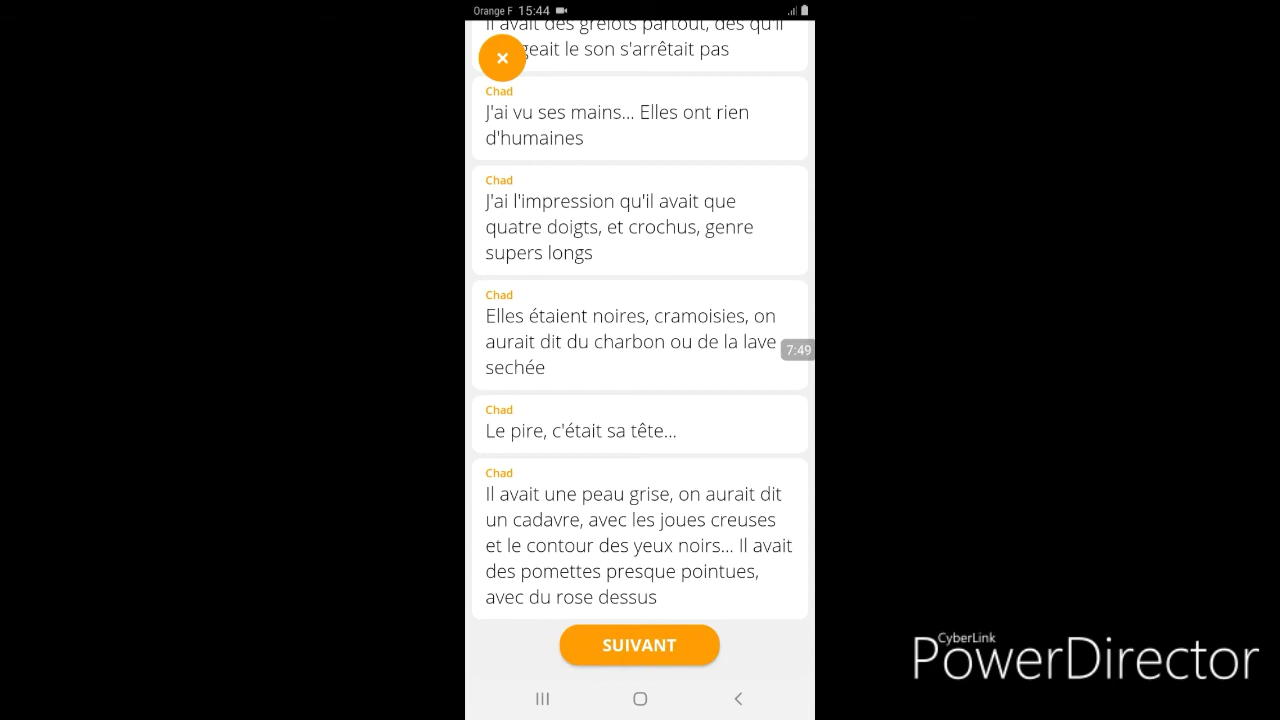 Orange F 15:44
Il avait des grelots partout, dès qu'il
geait le son s'arrêtait pas
Chad
J'ai vu ses mains... Elles ont rien
d'humaines
Chad
J'ai l'impression qu'il avait que
quatre doigts, et crochus, genre
supers longs
Chad
Elles étaient noires, cramoisies, on
aurait dit du charbon ou de la lave
sechée
7:49
Chad
Le pire, c'était sa tête...
Chad
Il avait une peau grise, on aurait dit
un cadavre, avec les joues creuses
et le contour des yeux noirs... Il avait
des pomettes presque pointues,
avec du rose dessus
SUIVANT
CyberLink
PowerDirector